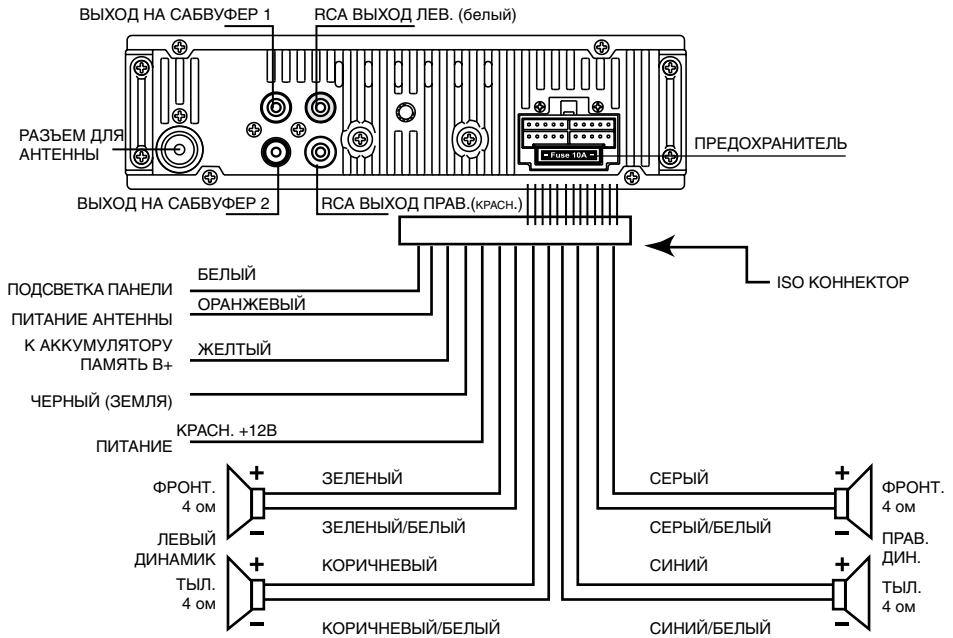 ВЫХОД НА САБВУФЕР 1
RCA ВЫХОД ЛЕВ. (белый)
РАЗЪЕМ ДЛЯ
АНТЕННЫ
Fuse 10A
ПРЕДОХРАНИТЕЛЬ
ВЫХОД НА САБВУФЕР 2
RCA ВЫХОД ПРАВ.(КРАСН.)
ISO КОННЕКТОР
БЕЛЫЙ
ПОДСВЕТКА ПАНЕЛИ
ОРАНЖЕВЫЙ
ПИТАНИЕ АНТЕННЫ
К АККУМУЛЯТОРУ
ПАМЯТЬ В+
ЖЕЛТЫЙ
ЧЕРНЫЙ (ЗЕМЛЯ)
КРАСН. +12В
ПИТАНИЕ
ФРОНТ.
4 ом
+
−
ЗЕЛЕНЫЙ
ЗЕЛЕНЫЙ/БЕЛЫЙ
СЕРЫЙ
СЕРЫЙ/БЕЛЫЙ
+
−
ФРОНТ.
4 ом
ЛЕВЫЙ
ДИНАМИК
ПРАВ.
ДИН.
ТЫЛ.
4 ом
+
−
КОРИЧНЕВЫЙ
КОРИЧНЕВЫЙ/БЕЛЫЙ
СИНИЙ
СИНИЙ/БЕЛЫЙ
+
−
ТЫЛ.
4 ом